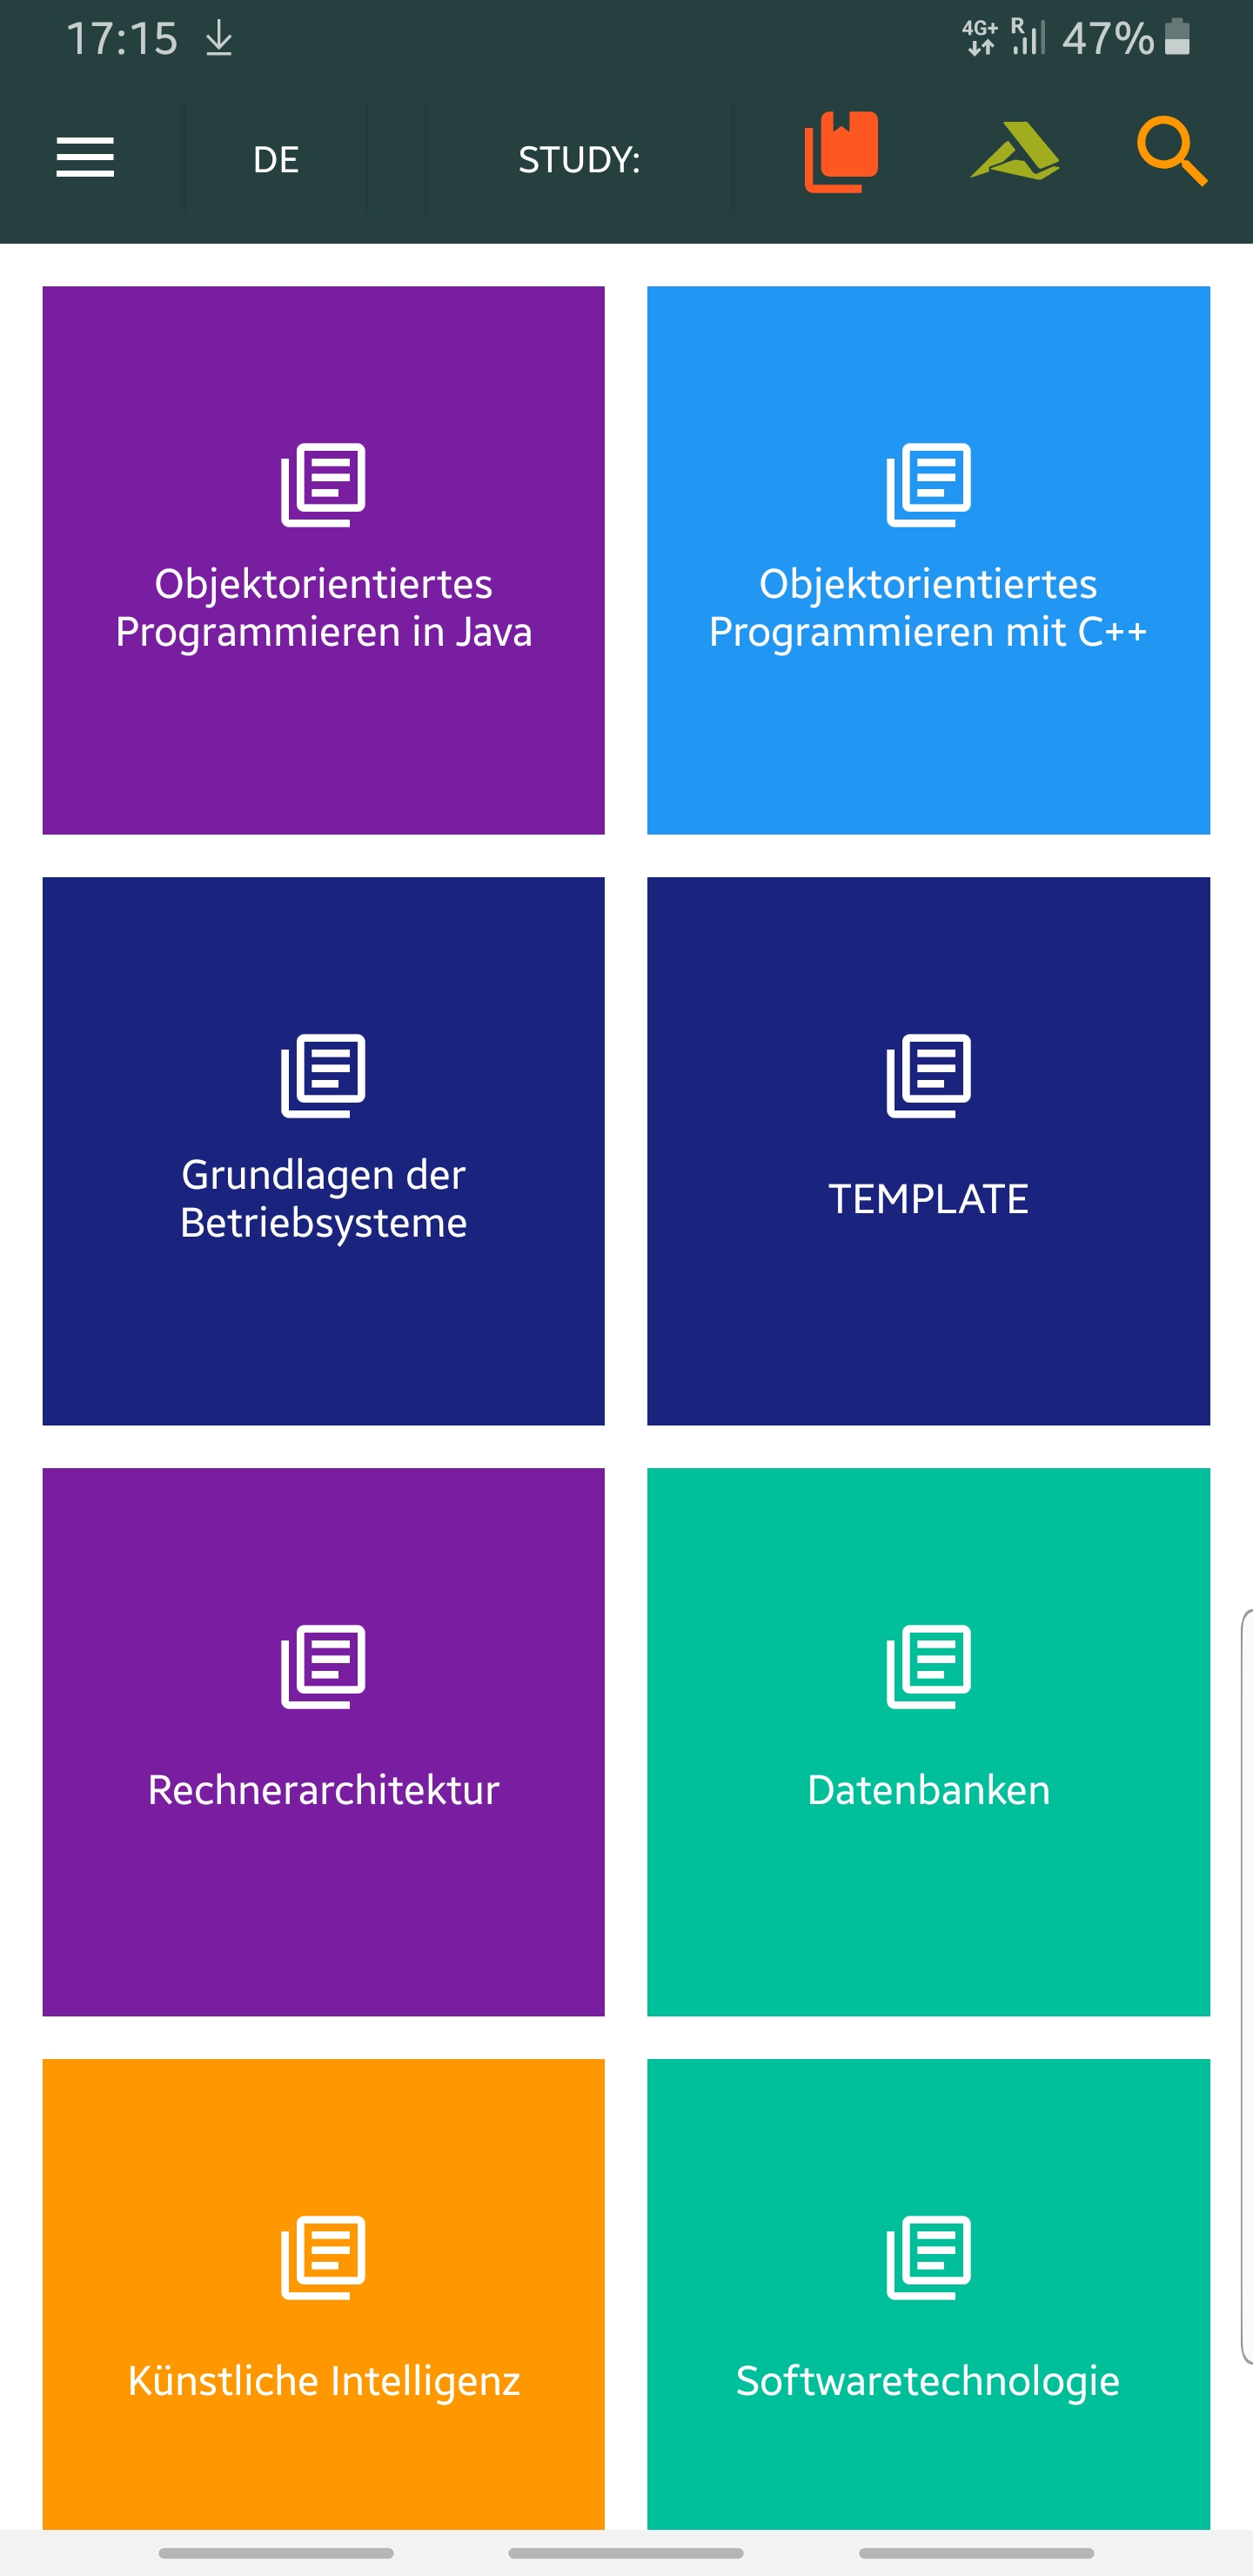 17:15 4G+ R 47%
DE STUDY:
Objektorientiertes
Programmieren in Java
Objektorientiertes
Programmieren mit C++
Grundlagen der
Betriebsysteme
TEMPLATE
Rechnerarchitektur
Datenbanken
Künstliche Intelligenz
Softwaretechnologie